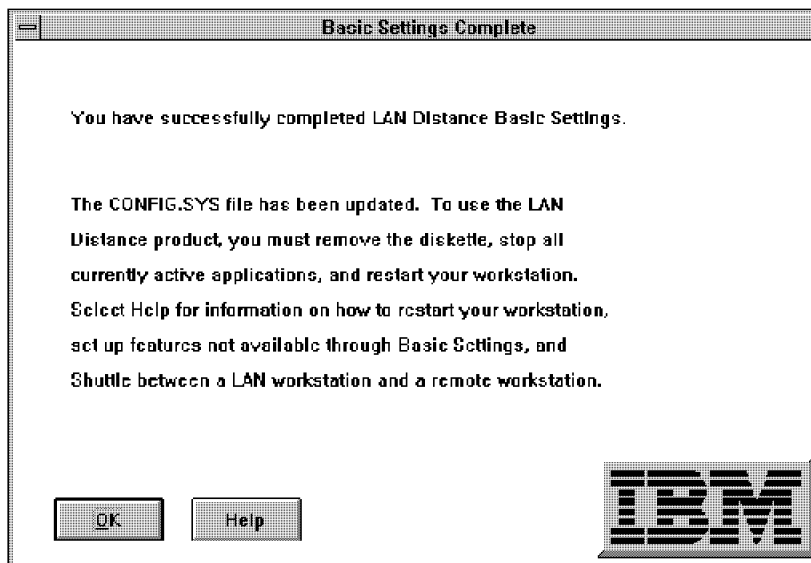 Basic Settings Complete
You have successfully completed LAN Distance Basic Settings.
The CONFIG.SYS file has been updated. To use the LAN
Distance product, you must remove the diskette, stop all
currently active applications, and restart your workstation.
Select Help for information on how to restart your workstation,
set up features not available through Basic Settings, and
Shuttle between a LAN workstation and a remote workstation.
OK Help
IBM